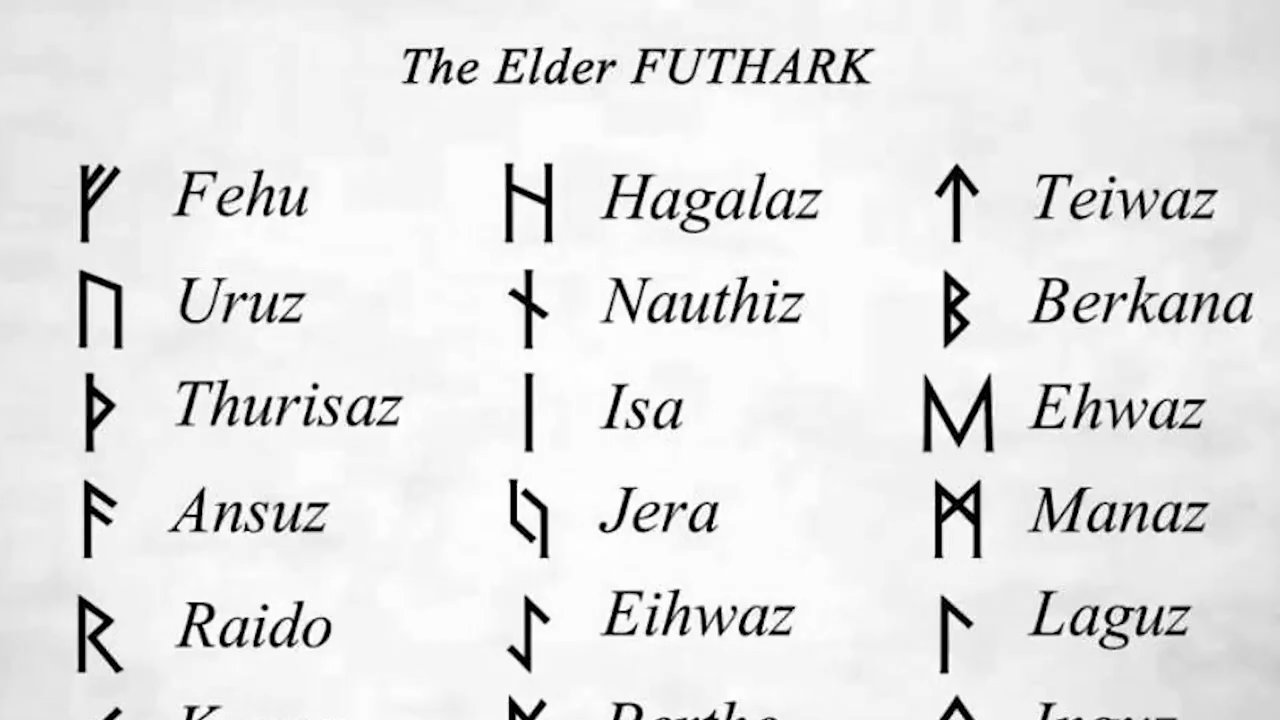 The Elder FUTHARK
ᚠ Fehu ᚺ Hagalaz ᛏ Teiwaz
ᚢ Uruz ᚾ Nauthiz ᛒ Berkana
ᚦ Thurisaz ᛁ Isa ᛖ Ehwaz
ᚨ Ansuz ᛃ Jera ᛗ Manaz
ᚱ Raido ᛇ Eihwaz ᛚ Laguz